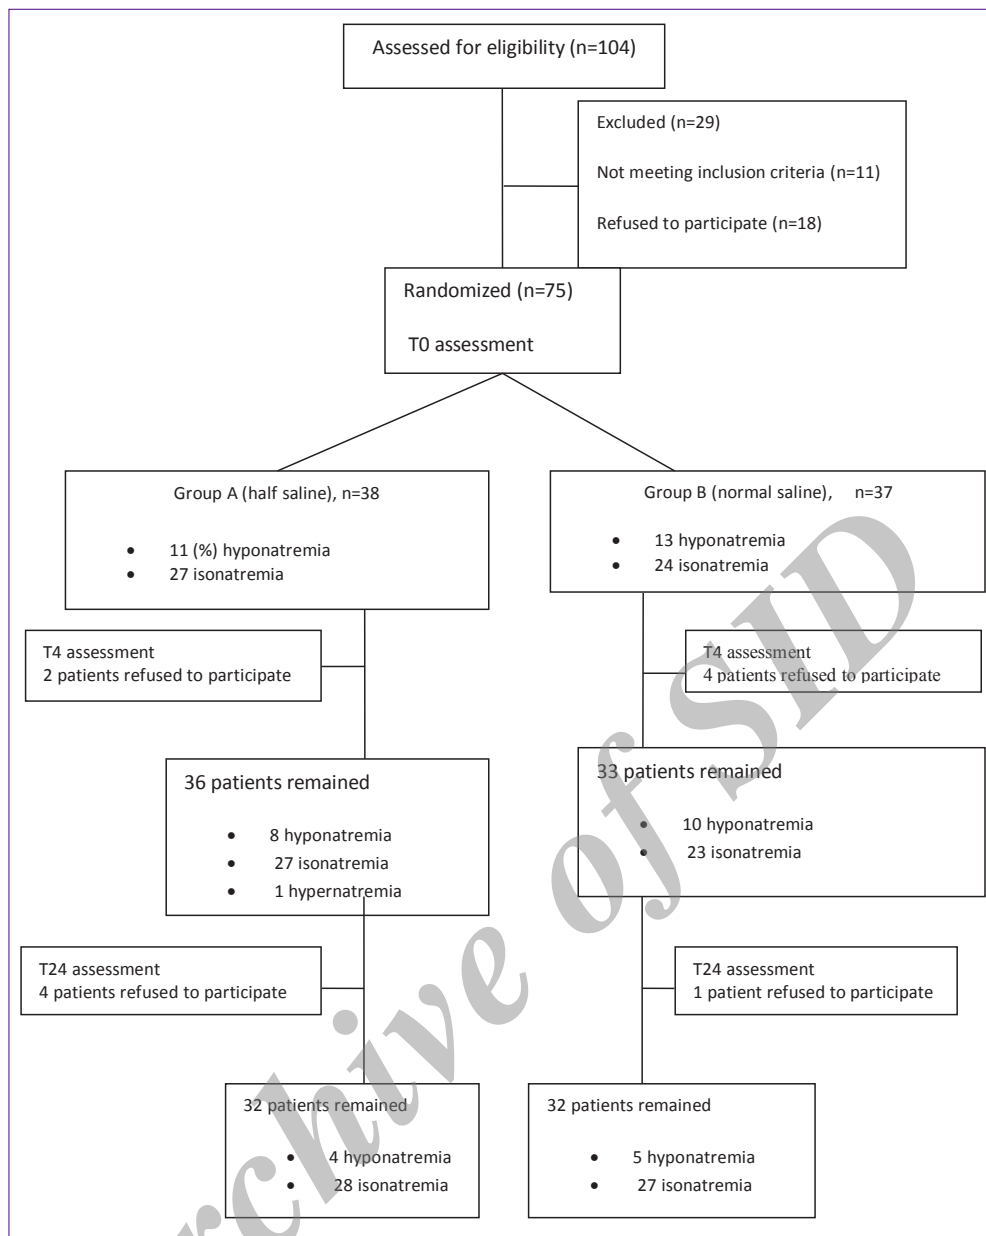 Assessed for eligibility (n=104)
Excluded (n=29)
Not meeting inclusion criteria (n=11)
Refused to participate (n=18)
Randomized (n=75)
T0 assessment
Group A (half saline), n=38
• 11 (%) hyponatremia
• 27 isonatremia
Group B (normal saline), n=37
• 13 hyponatremia
• 24 isonatremia
T4 assessment
2 patients refused to participate
T4 assessment
4 patients refused to participate
36 patients remained
• 8 hyponatremia
• 27 isonatremia
• 1 hypernatremia
33 patients remained
• 10 hyponatremia
• 23 isonatremia
T24 assessment
4 patients refused to participate
T24 assessment
1 patient refused to participate
32 patients remained
• 4 hyponatremia
• 28 isonatremia
32 patients remained
• 5 hyponatremia
• 27 isonatremia
rchive of SID